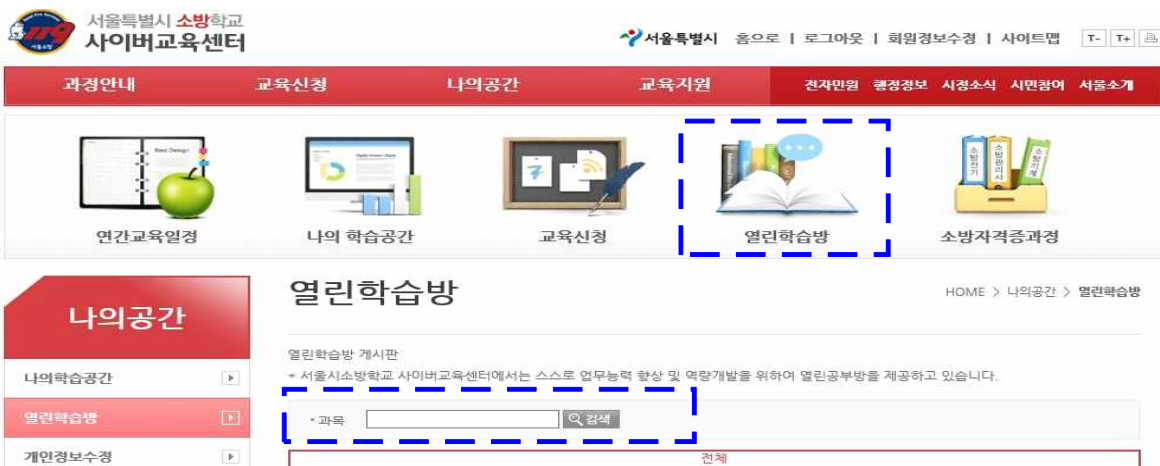 서울특별시 소방학교
119
사이버교육센터
서울특별시 홈으로 | 로그아웃 | 회원정보수정 | 사이트맵 T- T+
과정안내 교육신청 나의공간 교육지원 전자민원 행정정보 시정소식 시민참여 서울소개
Best Design
소방전기 소방관리사 소방기계
연간교육일정 나의 학습공간 교육신청 열린학습방 소방자격증과정
열린학습방
HOME > 나의공간 > 열린학습방
나의공간
열린학습방 게시판
* 서울시소방학교 사이버교육센터에서는 스스로 업무능력 향상 및 역량개발을 위하여 열린공부방을 제공하고 있습니다.
나의학습공간
열린학습방
• 과목 검색
개인정보수정
전체